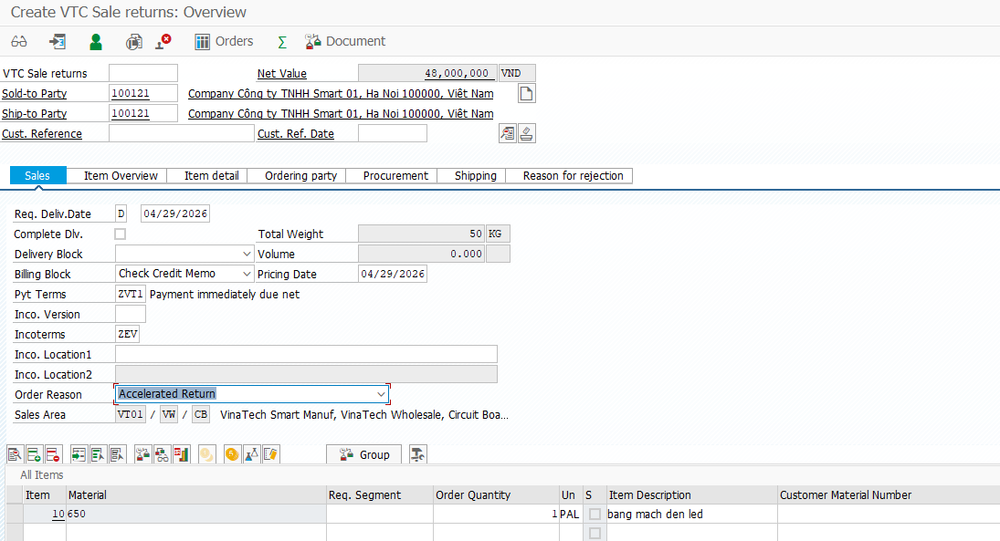 Create VTC Sale returns: Overview
Orders Document
VTC Sale returns Net Value 48,000,000 VND
Sold-to Party 100121 Company Công ty TNHH Smart 01, Ha Noi 100000, Viêt Nam
Ship-to Party 100121 Company Công ty TNHH Smart 01, Ha Noi 100000, Viêt Nam
Cust. Reference Cust. Ref. Date
Sales Item Overview Item detail Ordering party Procurement Shipping Reason for rejection
Req. Deliv.Date D 04/29/2026
Complete Dlv. Total Weight 50 KG
Delivery Block Volume 0.000
Billing Block Check Credit Memo Pricing Date 04/29/2026
Pyt Terms ZVT1 Payment immediately due net
Inco. Version
Incoterms ZEV
Inco. Location1
Inco. Location2
Order Reason Accelerated Return
Sales Area VT01 / VW / CB VinaTech Smart Manuf, VinaTech Wholesale, Circuit Boa...
Group
All Items
Item Material Req. Segment Order Quantity Un S Item Description Customer Material Number
10 650 1 PAL bang mach den led